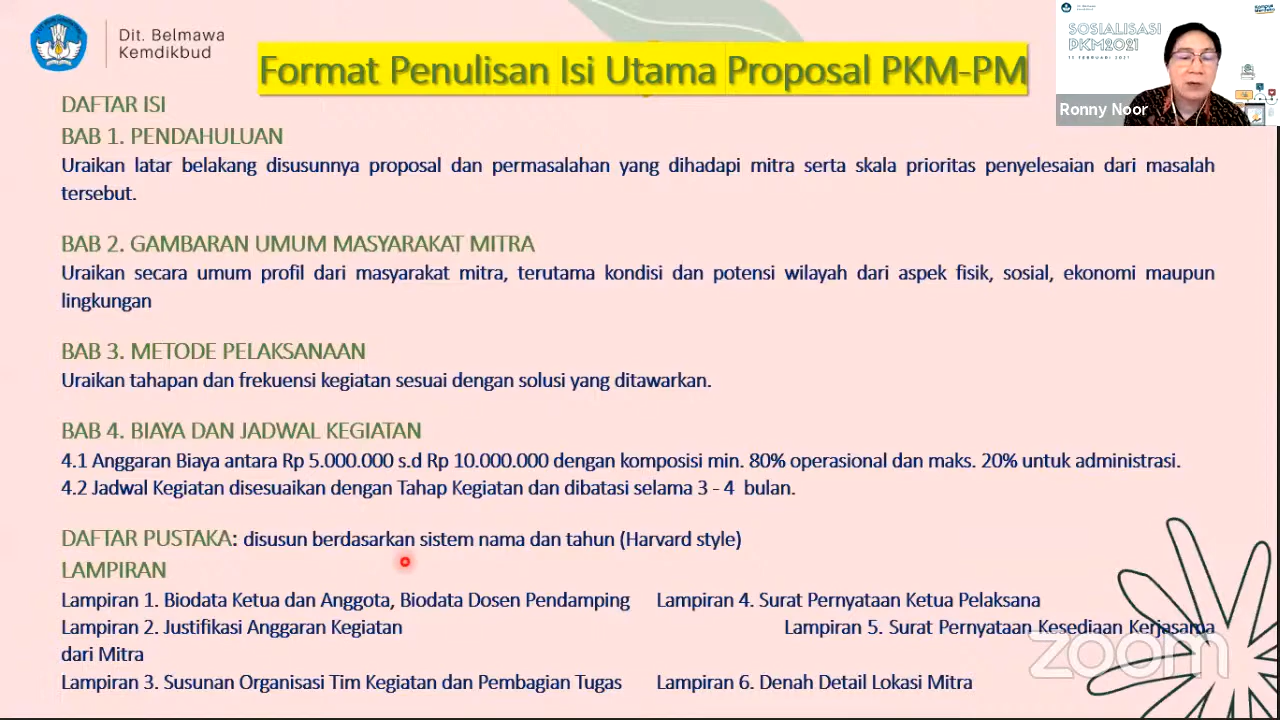 Dit. Belmawa
Kemdikbud
Format Penulisan Isi Utama Proposal PKM-PM
SOSIALISASI
PKM2021
Ronny Noor
DAFTAR ISI
BAB 1. PENDAHULUAN
Uraikan latar belakang disusunnya proposal dan permasalahan yang dihadapi mitra serta skala prioritas penyelesaian dari masalah
tersebut.
BAB 2. GAMBARAN UMUM MASYARAKAT MITRA
Uraikan secara umum profil dari masyarakat mitra, terutama kondisi dan potensi wilayah dari aspek fisik, sosial, ekonomi maupun
lingkungan
BAB 3. METODE PELAKSANAAN
Uraikan tahapan dan frekuensi kegiatan sesuai dengan solusi yang ditawarkan.
BAB 4. BIAYA DAN JADWAL KEGIATAN
4.1 Anggaran Biaya antara Rp 5.000.000 s.d Rp 10.000.000 dengan komposisi min. 80% operasional dan maks. 20% untuk administrasi.
4.2 Jadwal Kegiatan disesuaikan dengan Tahap Kegiatan dan dibatasi selama 3 - 4 bulan.
DAFTAR PUSTAKA: disusun berdasarkan sistem nama dan tahun (Harvard style)
LAMPIRAN
Lampiran 1. Biodata Ketua dan Anggota, Biodata Dosen Pendamping Lampiran 4. Surat Pernyataan Ketua Pelaksana
Lampiran 2. Justifikasi Anggaran Kegiatan Lampiran 5. Surat Pernyataan Kesediaan Kerjasama
dari Mitra
Lampiran 3. Susunan Organisasi Tim Kegiatan dan Pembagian Tugas Lampiran 6. Denah Detail Lokasi Mitra
zoom